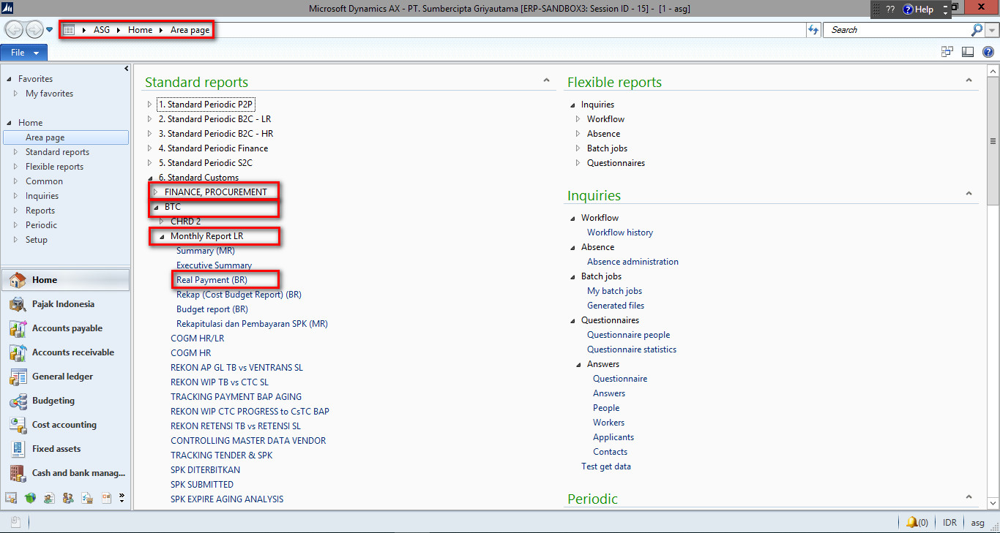 Microsoft Dynamics AX - PT. Sumbercipta Griyautama [ERP-SANDBOX3: Session ID - 15] - [1 - asg]
?? Help
ASG Home Area page
Search
File
Favorites
My favorites
Home
Area page
Standard reports
Flexible reports
Common
Inquiries
Reports
Periodic
Setup
Home
Pajak Indonesia
Accounts payable
Accounts receivable
General ledger
Budgeting
Cost accounting
Fixed assets
Cash and bank manag...
Standard reports
1. Standard Periodic P2P
2. Standard Periodic B2C - LR
3. Standard Periodic B2C - HR
4. Standard Periodic Finance
5. Standard Periodic S2C
6. Standard Customs
FINANCE, PROCUREMENT
BTC
CHRD 2
Monthly Report LR
Summary (MR)
Executive Summary
Real Payment (BR)
Rekap (Cost Budget Report) (BR)
Budget report (BR)
Rekapitulasi dan Pembayaran SPK (MR)
COGM HR/LR
COGM HR
REKON AP GL TB vs VENTRANS SL
REKON WIP TB vs CTC SL
TRACKING PAYMENT BAP AGING
REKON WIP CTC PROGRESS to CsTC BAP
REKON RETENSI TB vs RETENSI SL
CONTROLLING MASTER DATA VENDOR
TRACKING TENDER & SPK
SPK DITERBITKAN
SPK SUBMITTED
SPK EXPIRE AGING ANALYSIS
Flexible reports
Inquiries
Workflow
Absence
Batch jobs
Questionnaires
Inquiries
Workflow
Workflow history
Absence
Absence administration
Batch jobs
My batch jobs
Generated files
Questionnaires
Questionnaire people
Questionnaire statistics
Answers
Questionnaire
Answers
People
Workers
Applicants
Contacts
Test get data
Periodic
(0) IDR asg